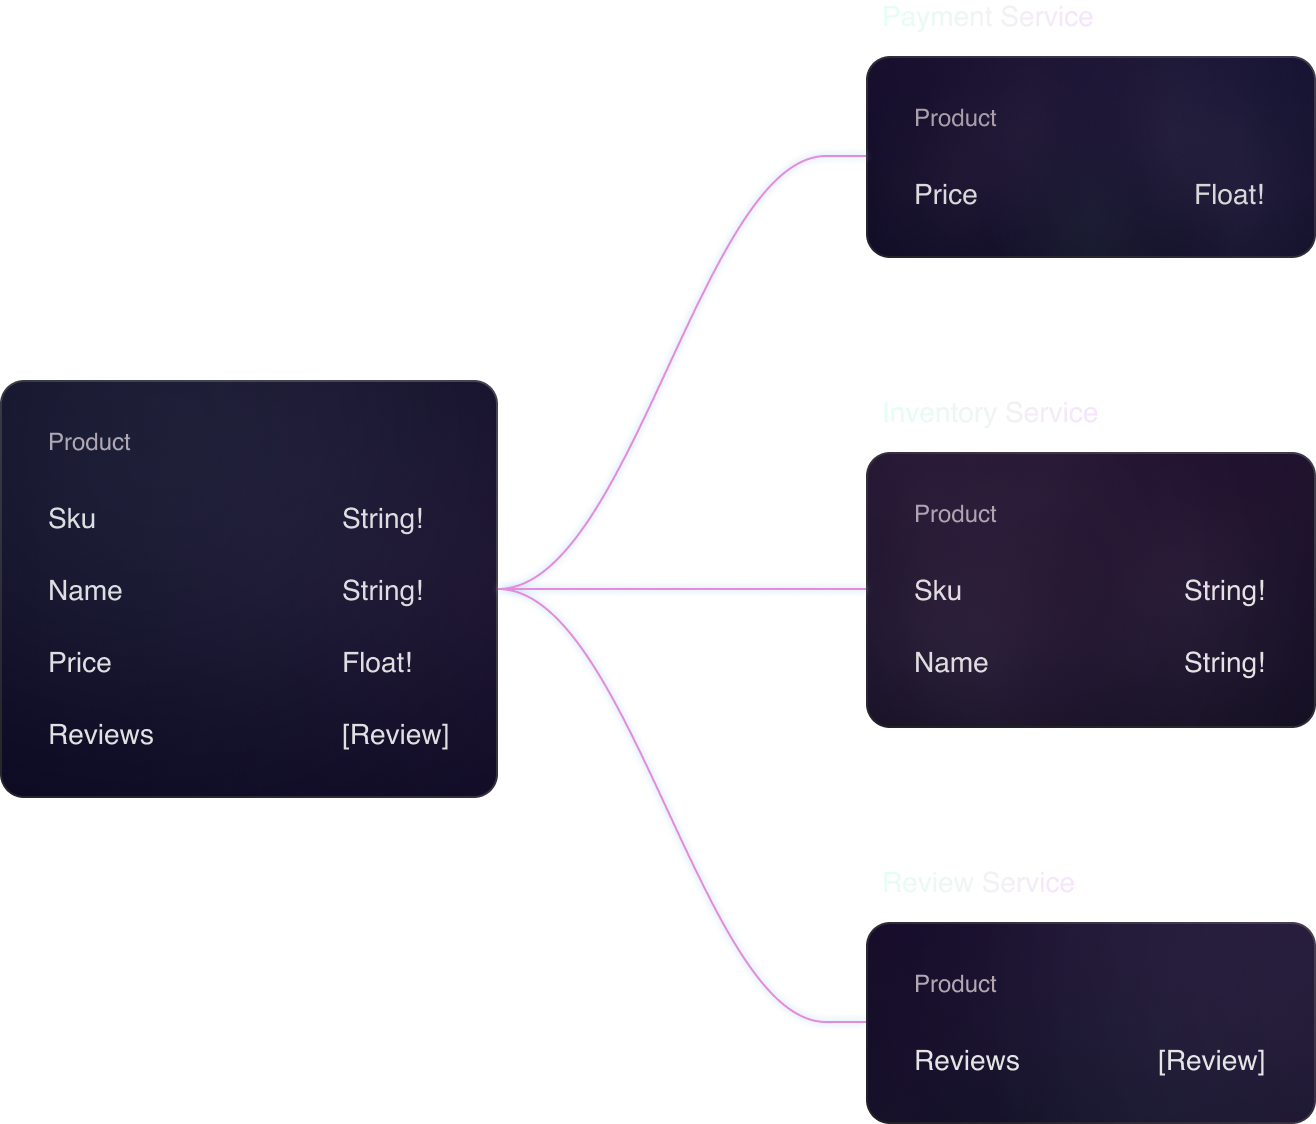 Product
Sku String!
Name String!
Price Float!
Reviews [Review]
Payment Service
Product
Price Float!
Inventory Service
Product
Sku String!
Name String!
Review Service
Product
Reviews [Review]